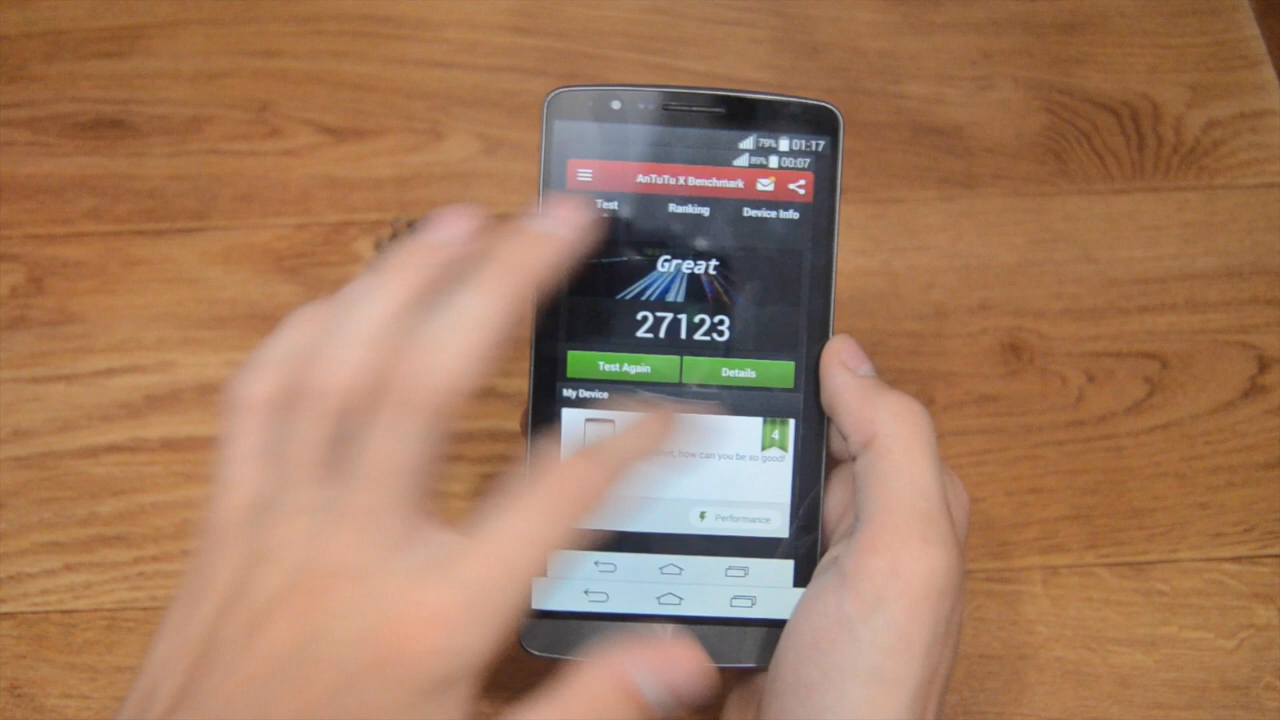 79% 01:17
89% 00:07
AnTuTu X Benchmark
Test Ranking Device Info
Great
27123
Test Again Details
My Device
4
how can you be so good!
Performance